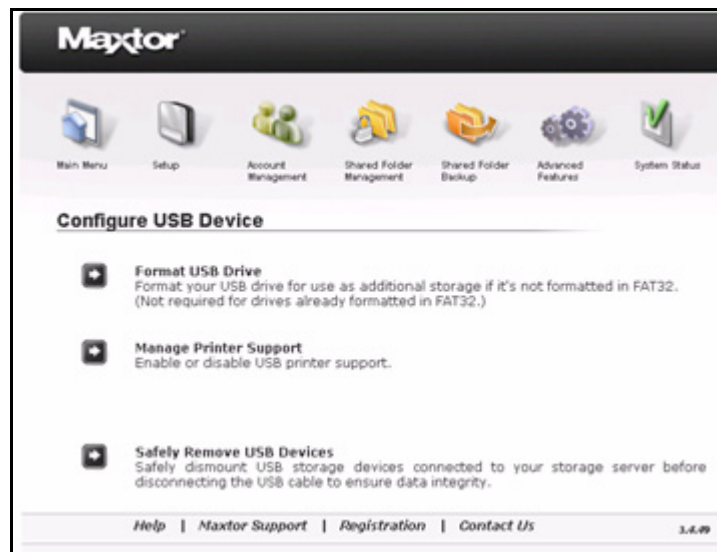 Maxtor
Main Menu
Setup
Account
Management
Shared Folder
Management
Shared Folder
Backup
Advanced
Features
System Status
Configure USB Device
Format USB Drive
Format your USB drive for use as additional storage if it's not formatted in FAT32.
(Not required for drives already formatted in FAT32.)
Manage Printer Support
Enable or disable USB printer support.
Safely Remove USB Devices
Safely dismount USB storage devices connected to your storage server before
disconnecting the USB cable to ensure data integrity.
Help | Maxtor Support | Registration | Contact Us